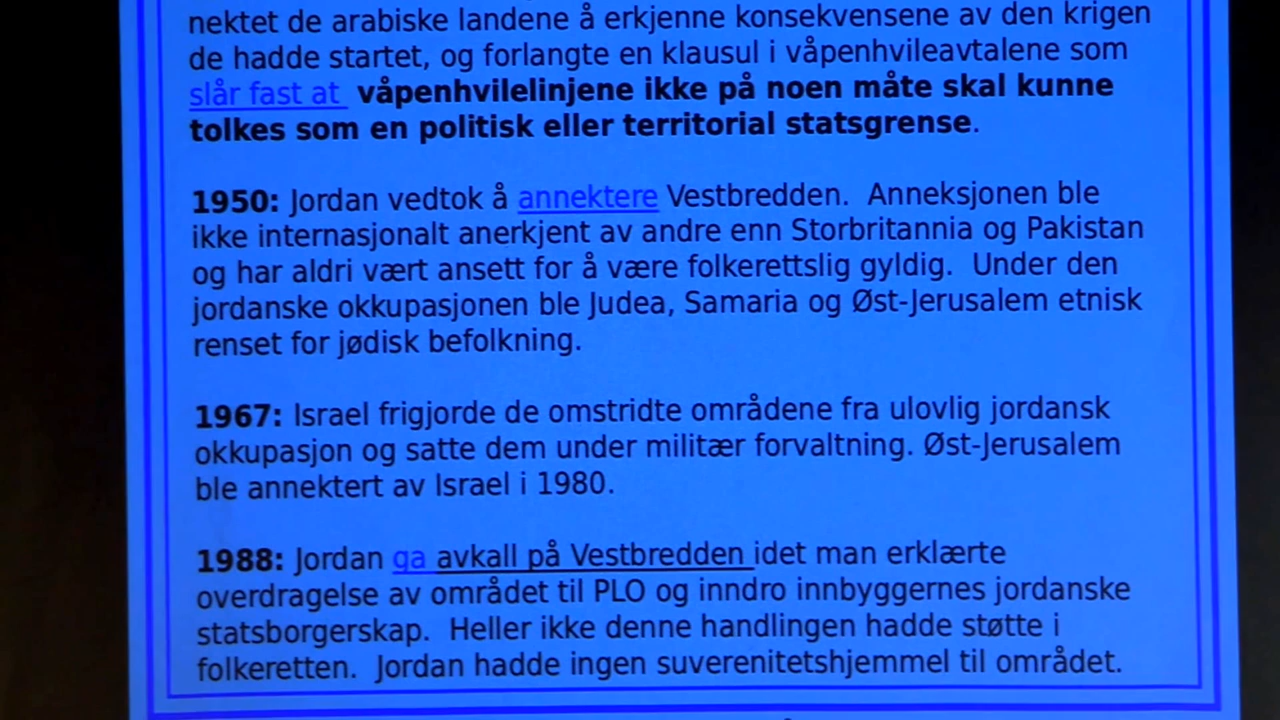 nektet de arabiske landene å erkjenne konsekvensene av den krigen
de hadde startet, og forlangte en klausul i våpenhvileavtalene som
slår fast at våpenhvilelinjene ikke på noen måte skal kunne
tolkes som en politisk eller territorial statsgrense.
1950: Jordan vedtok å annektere Vestbredden. Anneksjonen ble
ikke internasjonalt anerkjent av andre enn Storbritannia og Pakistan
og har aldri vært ansett for å være folkerettslig gyldig. Under den
jordanske okkupasjonen ble Judea, Samaria og Øst-Jerusalem etnisk
renset for jødisk befolkning.
1967: Israel frigjorde de omstridte områdene fra ulovlig jordansk
okkupasjon og satte dem under militær forvaltning. Øst-Jerusalem
ble annektert av Israel i 1980.
1988: Jordan ga avkall på Vestbredden idet man erklærte
overdragelse av området til PLO og inndro innbyggernes jordanske
statsborgerskap. Heller ikke denne handlingen hadde støtte i
folkeretten. Jordan hadde ingen suverenitetshjemmel til området.